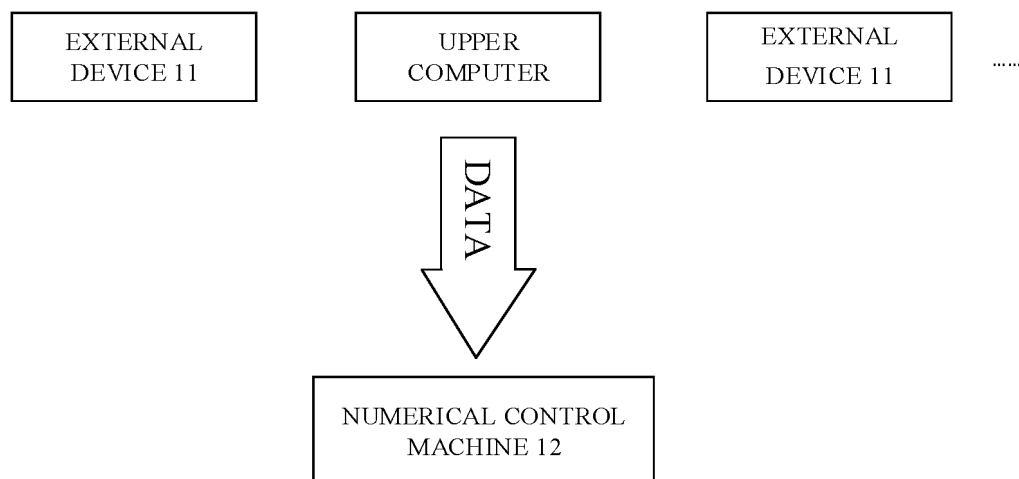 EXTERNAL
DEVICE 11
UPPER
COMPUTER
EXTERNAL
DEVICE 11
......
DATA
NUMERICAL CONTROL
MACHINE 12